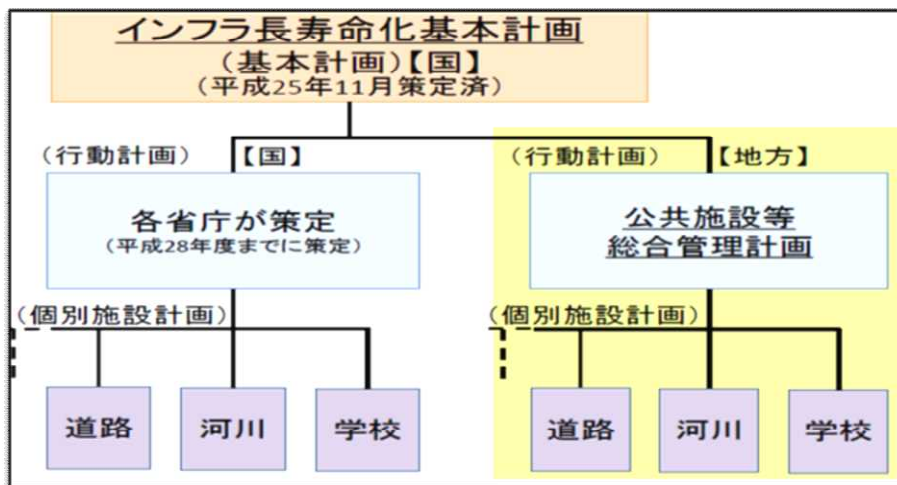 インフラ長寿命化基本計画
(基本計画)【国】
(平成25年11月策定済)
(行動計画)
【国】
各省庁が策定
(平成28年度までに策定)
(個別施設計画)
道路
河川
学校
(行動計画)
【地方】
公共施設等
総合管理計画
(個別施設計画)
道路
河川
学校